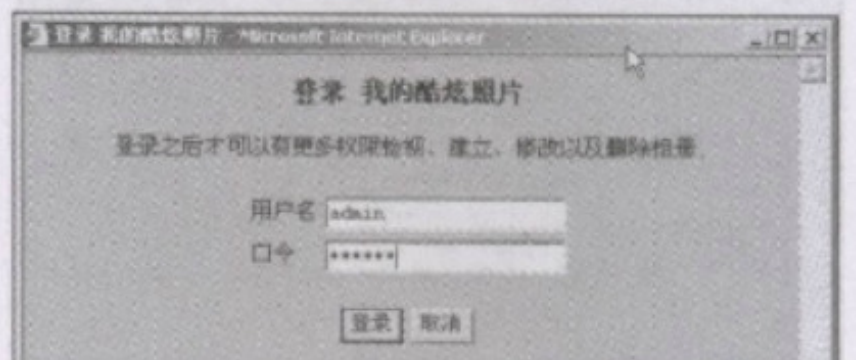 登录 我的酷炫照片 - Microsoft Internet Explorer
登录 我的酷炫照片
登录之后才可以有更多权限检视、建立、修改以及删除相册。
用户名 admin
口令 ******
登录 取消